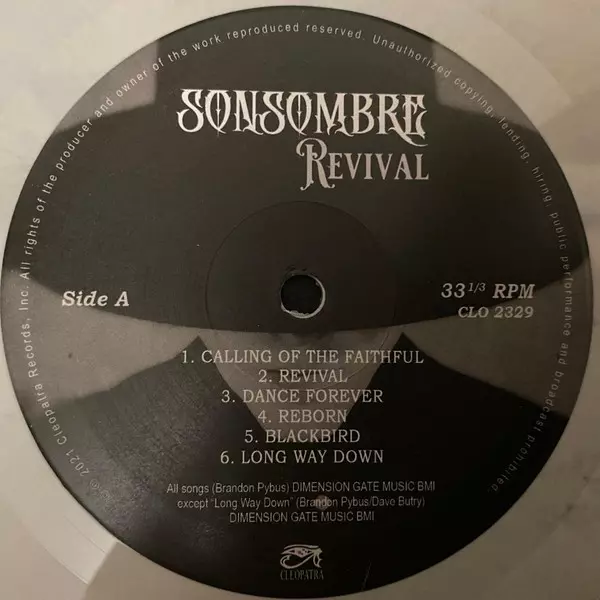 ℗ 2021 Cleopatra Records, Inc. All rights of the producer and owner of the work reproduced reserved. Unauthorized copying, lending, hiring, public performance and broadcast prohibited.
SONSOMBRE
REVIVAL
Side A
33 1/3 RPM
CLO 2329
1. CALLING OF THE FAITHFUL
2. REVIVAL
3. DANCE FOREVER
4. REBORN
5. BLACKBIRD
6. LONG WAY DOWN
All songs (Brandon Pybus) DIMENSION GATE MUSIC BMI
except "Long Way Down" (Brandon Pybus/Dave Butry)
DIMENSION GATE MUSIC BMI
CLEOPATRA